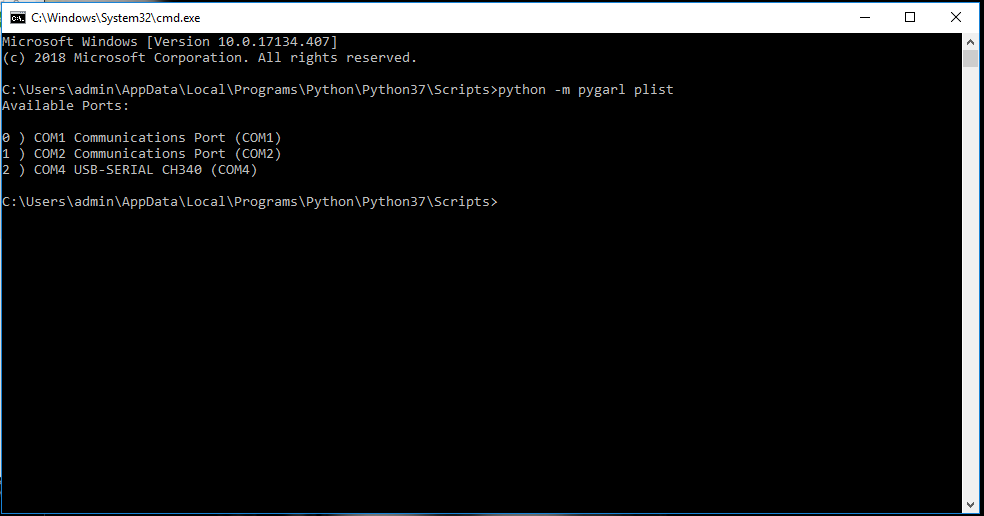 C:\Windows\System32\cmd.exe
Microsoft Windows [Version 10.0.17134.407]
(c) 2018 Microsoft Corporation. All rights reserved.
C:\Users\admin\AppData\Local\Programs\Python\Python37\Scripts>python -m pygarl plist
Available Ports:
0 ) COM1 Communications Port (COM1)
1 ) COM2 Communications Port (COM2)
2 ) COM4 USB-SERIAL CH340 (COM4)
C:\Users\admin\AppData\Local\Programs\Python\Python37\Scripts>